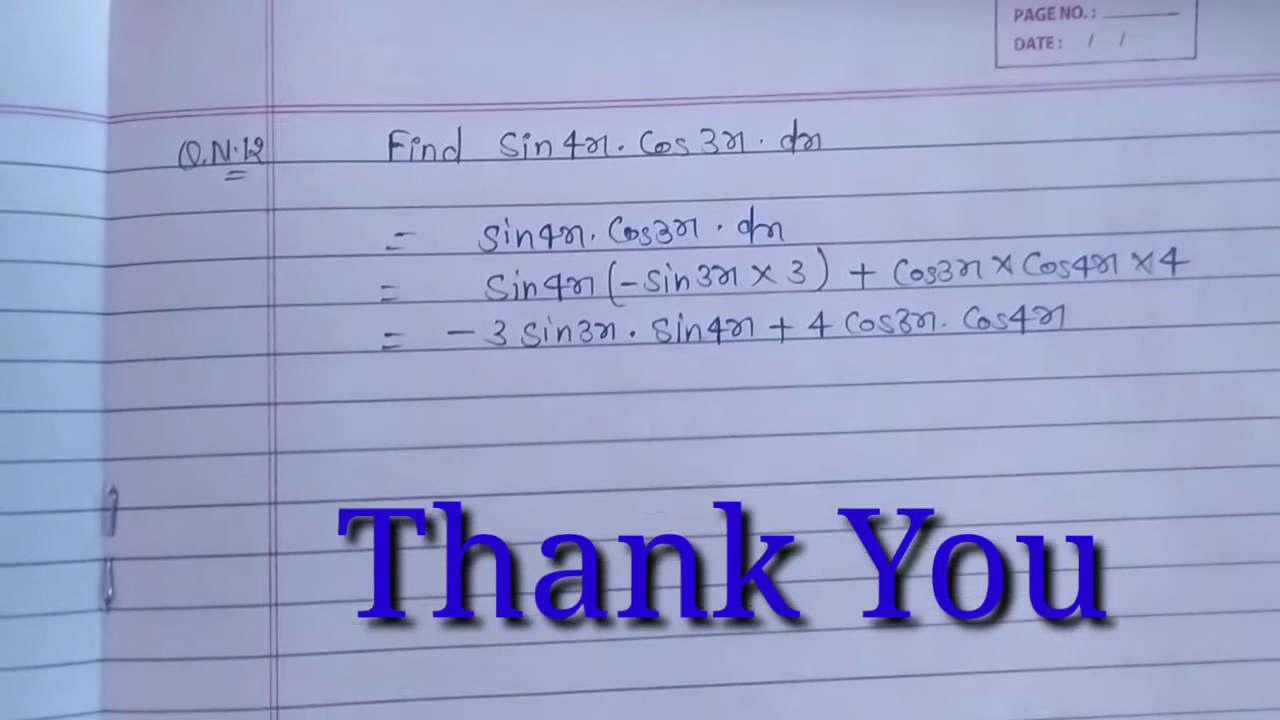 PAGE NO.:
DATE: / /
Q.N.12 Find sin4x. cos3x. dx
= sin4x. cos3x. dx
= sin4x (-sin3x × 3) + cos3x × cos4x × 4
= -3 sin3x. sin4x + 4 cos3x. cos4x
Thank You